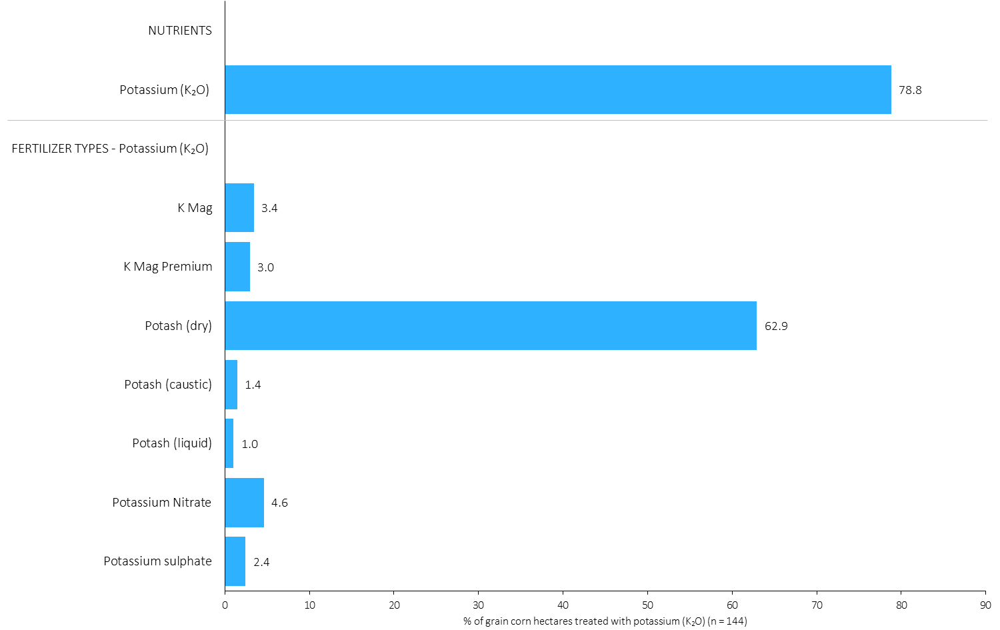 NUTRIENTS
Potassium (K₂O) 78.8
FERTILIZER TYPES - Potassium (K₂O)
K Mag 3.4
K Mag Premium 3.0
Potash (dry) 62.9
Potash (caustic) 1.4
Potash (liquid) 1.0
Potassium Nitrate 4.6
Potassium sulphate 2.4
0 10 20 30 40 50 60 70 80 90
% of grain corn hectares treated with potassium (K₂O) (n = 144)